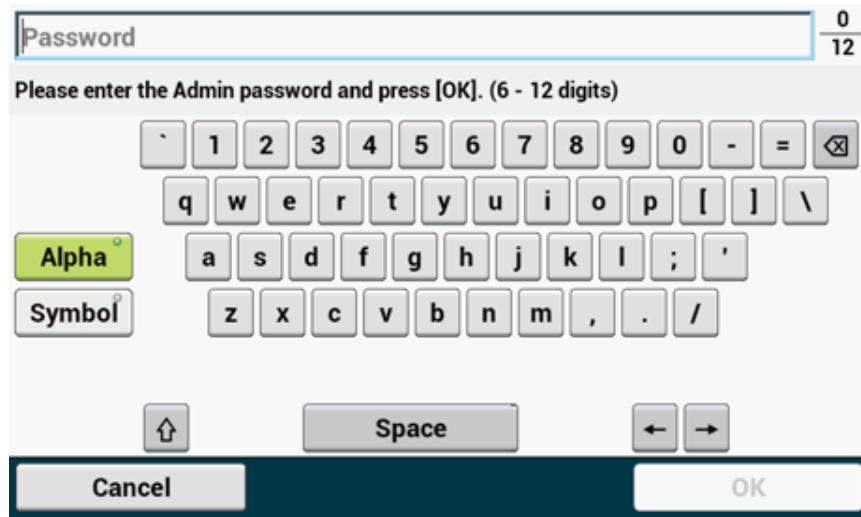 Password
0
12
Please enter the Admin password and press [OK]. (6 - 12 digits)
` 1 2 3 4 5 6 7 8 9 0 - =
q w e r t y u i o p [ ] \
Alpha a s d f g h j k l ; '
Symbol z x c v b n m , . /
Space ← →
Cancel OK